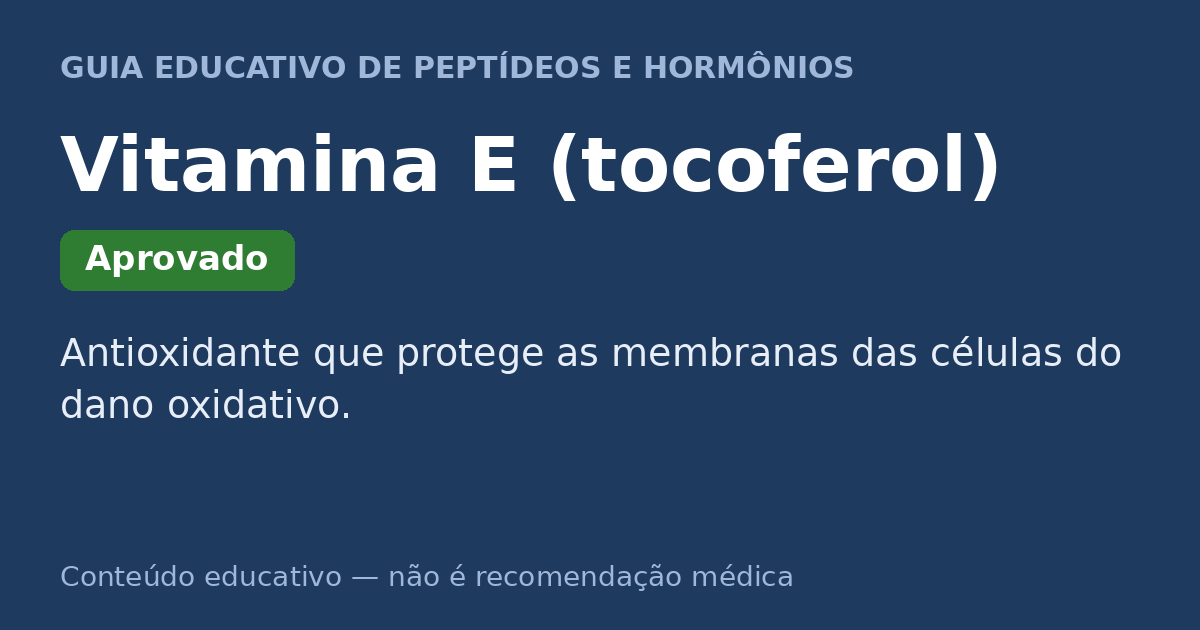 GUIA EDUCATIVO DE PEPTÍDEOS E HORMÔNIOS
Vitamina E (tocoferol)
Aprovado
Antioxidante que protege as membranas das células do
dano oxidativo.
Conteúdo educativo — não é recomendação médica